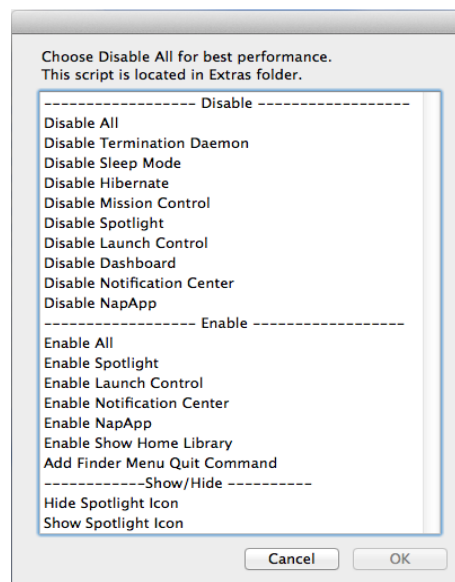 Choose Disable All for best performance.
This script is located in Extras folder.
------------------ Disable ------------------
Disable All
Disable Termination Daemon
Disable Sleep Mode
Disable Hibernate
Disable Mission Control
Disable Spotlight
Disable Launch Control
Disable Dashboard
Disable Notification Center
Disable NapApp
------------------ Enable ------------------
Enable All
Enable Spotlight
Enable Launch Control
Enable Notification Center
Enable NapApp
Enable Show Home Library
Add Finder Menu Quit Command
------------Show/Hide ----------
Hide Spotlight Icon
Show Spotlight Icon
Cancel
OK